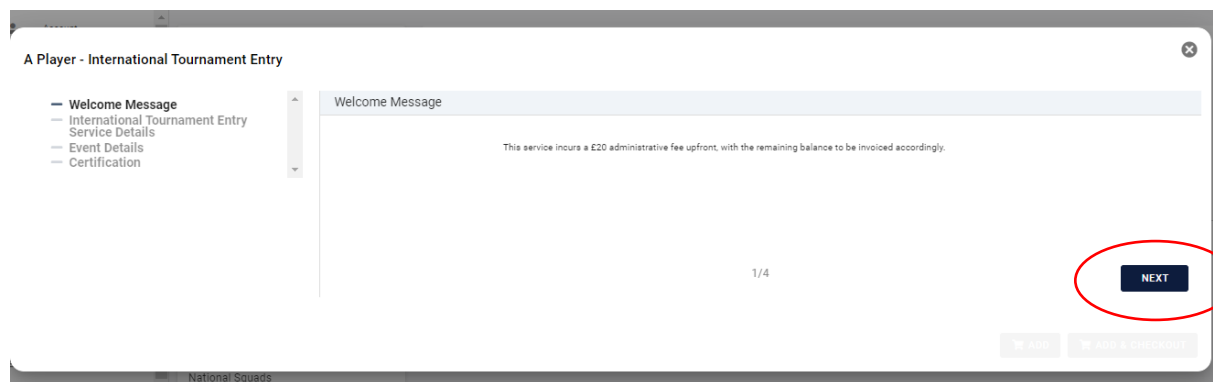 A Player - International Tournament Entry
Welcome Message
International Tournament Entry
Service Details
Event Details
Certification
Welcome Message
This service incurs a £20 administrative fee upfront, with the remaining balance to be invoiced accordingly.
1/4
NEXT
ADD
ADD & CHECKOUT
National Squads